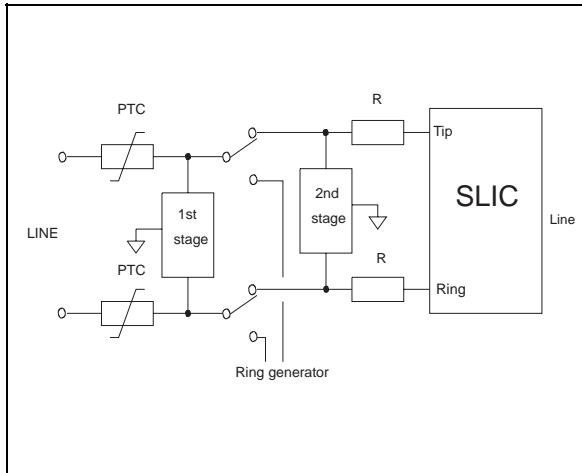 PTC
R
Tip
1st
stage
2nd
stage
SLIC
Line
LINE
PTC
R
Ring
Ring generator